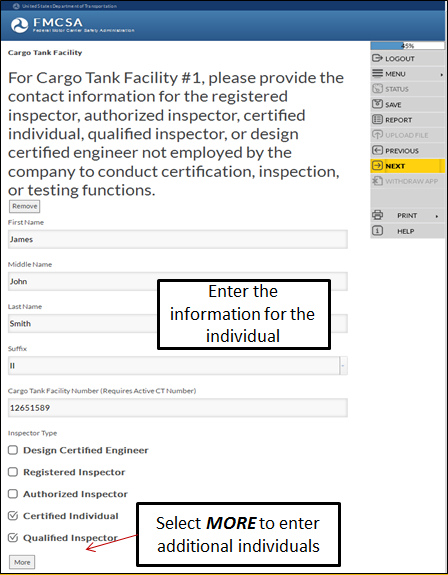 United States Department of Transportation
FMCSA
Federal Motor Carrier Safety Administration
Cargo Tank Facility
For Cargo Tank Facility #1, please provide the
contact information for the registered
inspector, authorized inspector, certified
individual, qualified inspector, or design
certified engineer not employed by the
company to conduct certification, inspection,
or testing functions.
Remove
First Name
James
Middle Name
John
Last Name
Smith
Suffix
II
Cargo Tank Facility Number (Requires Active CT Number)
12651589
Inspector Type
Design Certified Engineer
Registered Inspector
Authorized Inspector
Certified Individual
Qualified Inspector
More
Enter the
information for the
individual
Select MORE to enter
additional individuals
45%
LOGOUT
MENU
STATUS
SAVE
REPORT
UPLOAD FILE
PREVIOUS
NEXT
WITHDRAW APP
PRINT
HELP